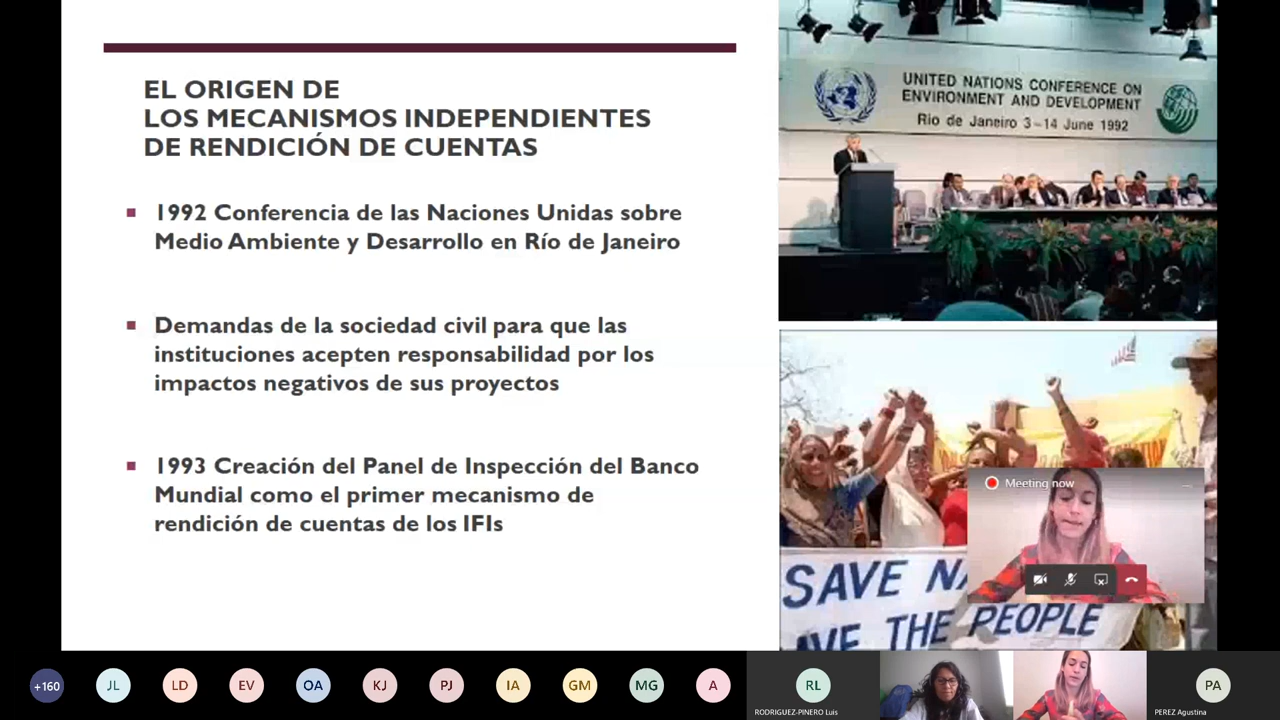 EL ORIGEN DE
LOS MECANISMOS INDEPENDIENTES
DE RENDICIÓN DE CUENTAS
1992 Conferencia de las Naciones Unidas sobre
Medio Ambiente y Desarrollo en Río de Janeiro
Demandas de la sociedad civil para que las
instituciones acepten responsabilidad por los
impactos negativos de sus proyectos
1993 Creación del Panel de Inspección del Banco
Mundial como el primer mecanismo de
rendición de cuentas de los IFIs
UNITED NATIONS CONFERENCE ON
ENVIRONMENT AND DEVELOPMENT
Rio de Janeiro 3-14 June 1992
Meeting now
SAVE
THE PEOPLE
+160
JL
LD
EV
OA
KJ
PJ
IA
GM
MG
A
RL
PA
RODRIGUEZ-PINERO Luis
PEREZ Agustina